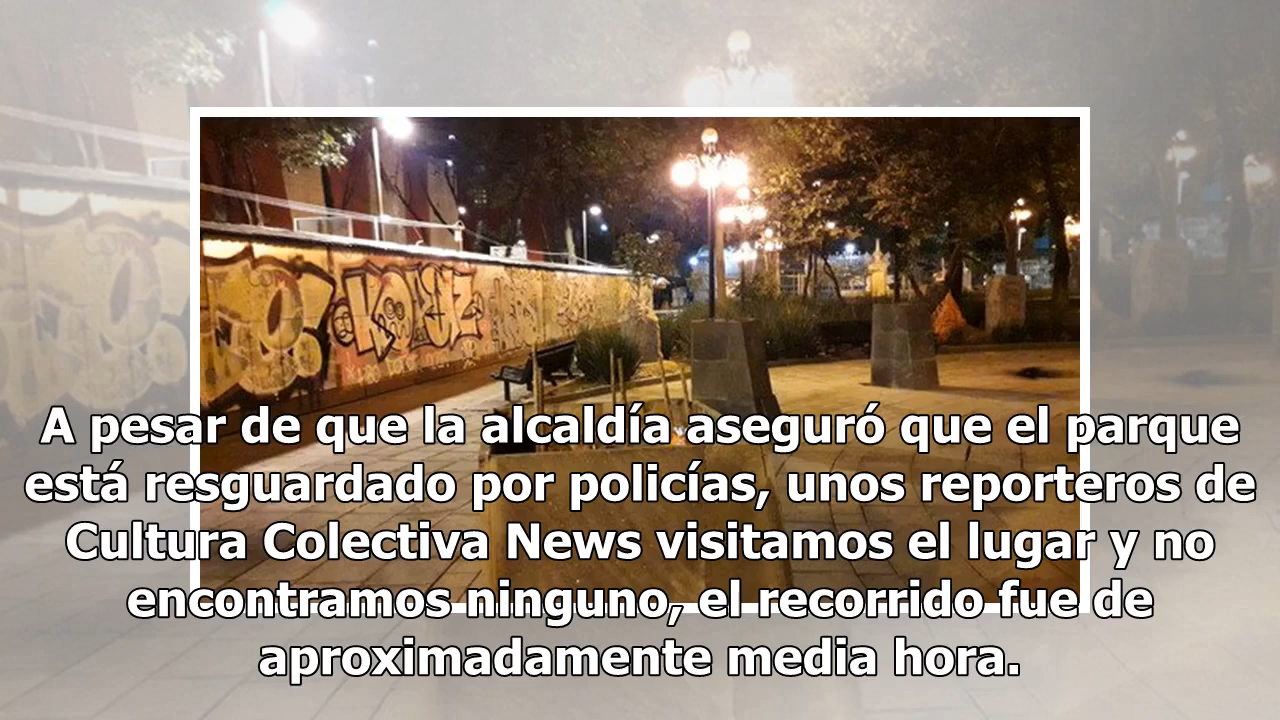 A pesar de que la alcaldía aseguró que el parque
está resguardado por policías, unos reporteros de
Cultura Colectiva News visitamos el lugar y no
encontramos ninguno, el recorrido fue de
aproximadamente media hora.